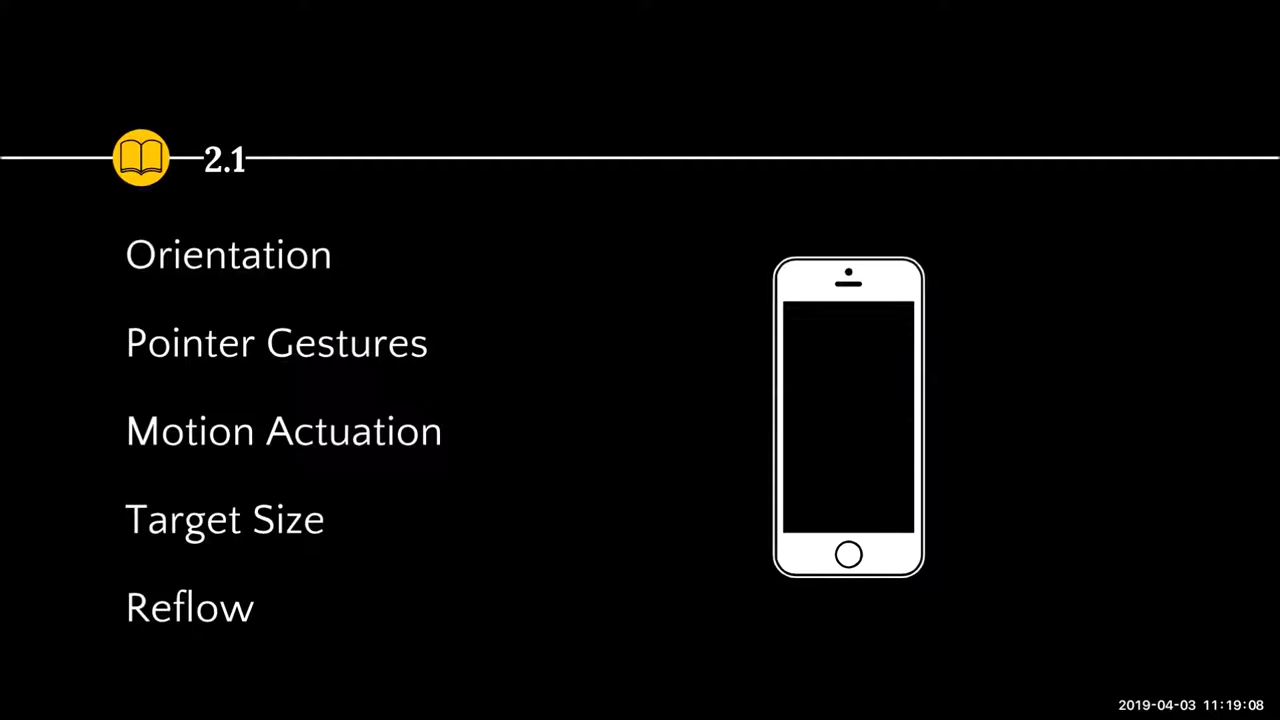 2.1
Orientation
Pointer Gestures
Motion Actuation
Target Size
Reflow
2019-04-03 11:19:08